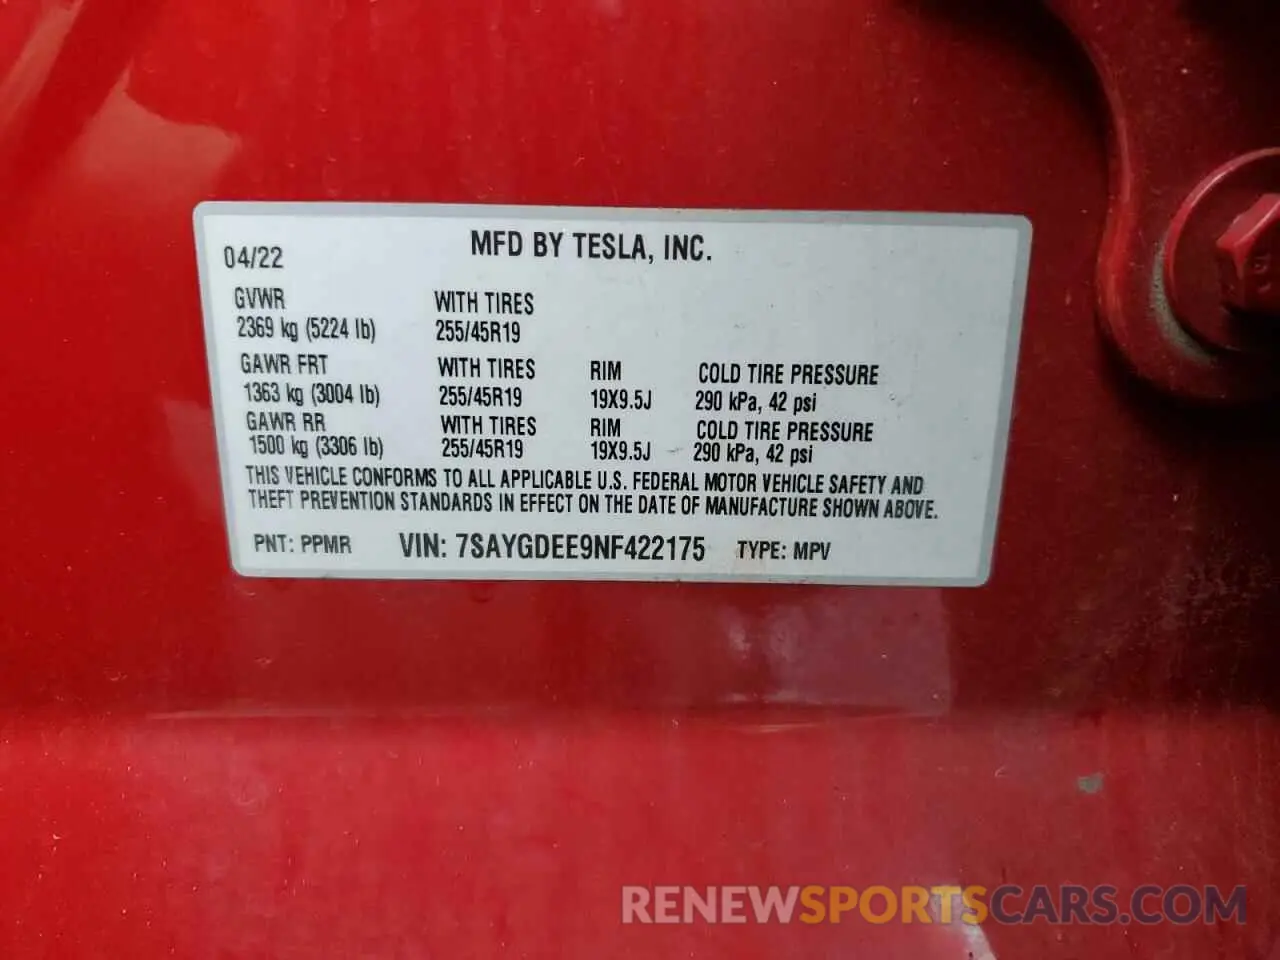 MFD BY TESLA, INC.
04/22
GVWR WITH TIRES
2369 kg (5224 lb) 255/45R19
GAWR FRT WITH TIRES RIM COLD TIRE PRESSURE
1363 kg (3004 lb) 255/45R19 19X9.5J 290 kPa, 42 psi
GAWR RR WITH TIRES RIM COLD TIRE PRESSURE
1500 kg (3306 lb) 255/45R19 19X9.5J 290 kPa, 42 psi
THIS VEHICLE CONFORMS TO ALL APPLICABLE U.S. FEDERAL MOTOR VEHICLE SAFETY AND
THEFT PREVENTION STANDARDS IN EFFECT ON THE DATE OF MANUFACTURE SHOWN ABOVE.
PNT: PPMR VIN: 7SAYGDEE9NF422175 TYPE: MPV
RENEWSPORTSCARS.COM